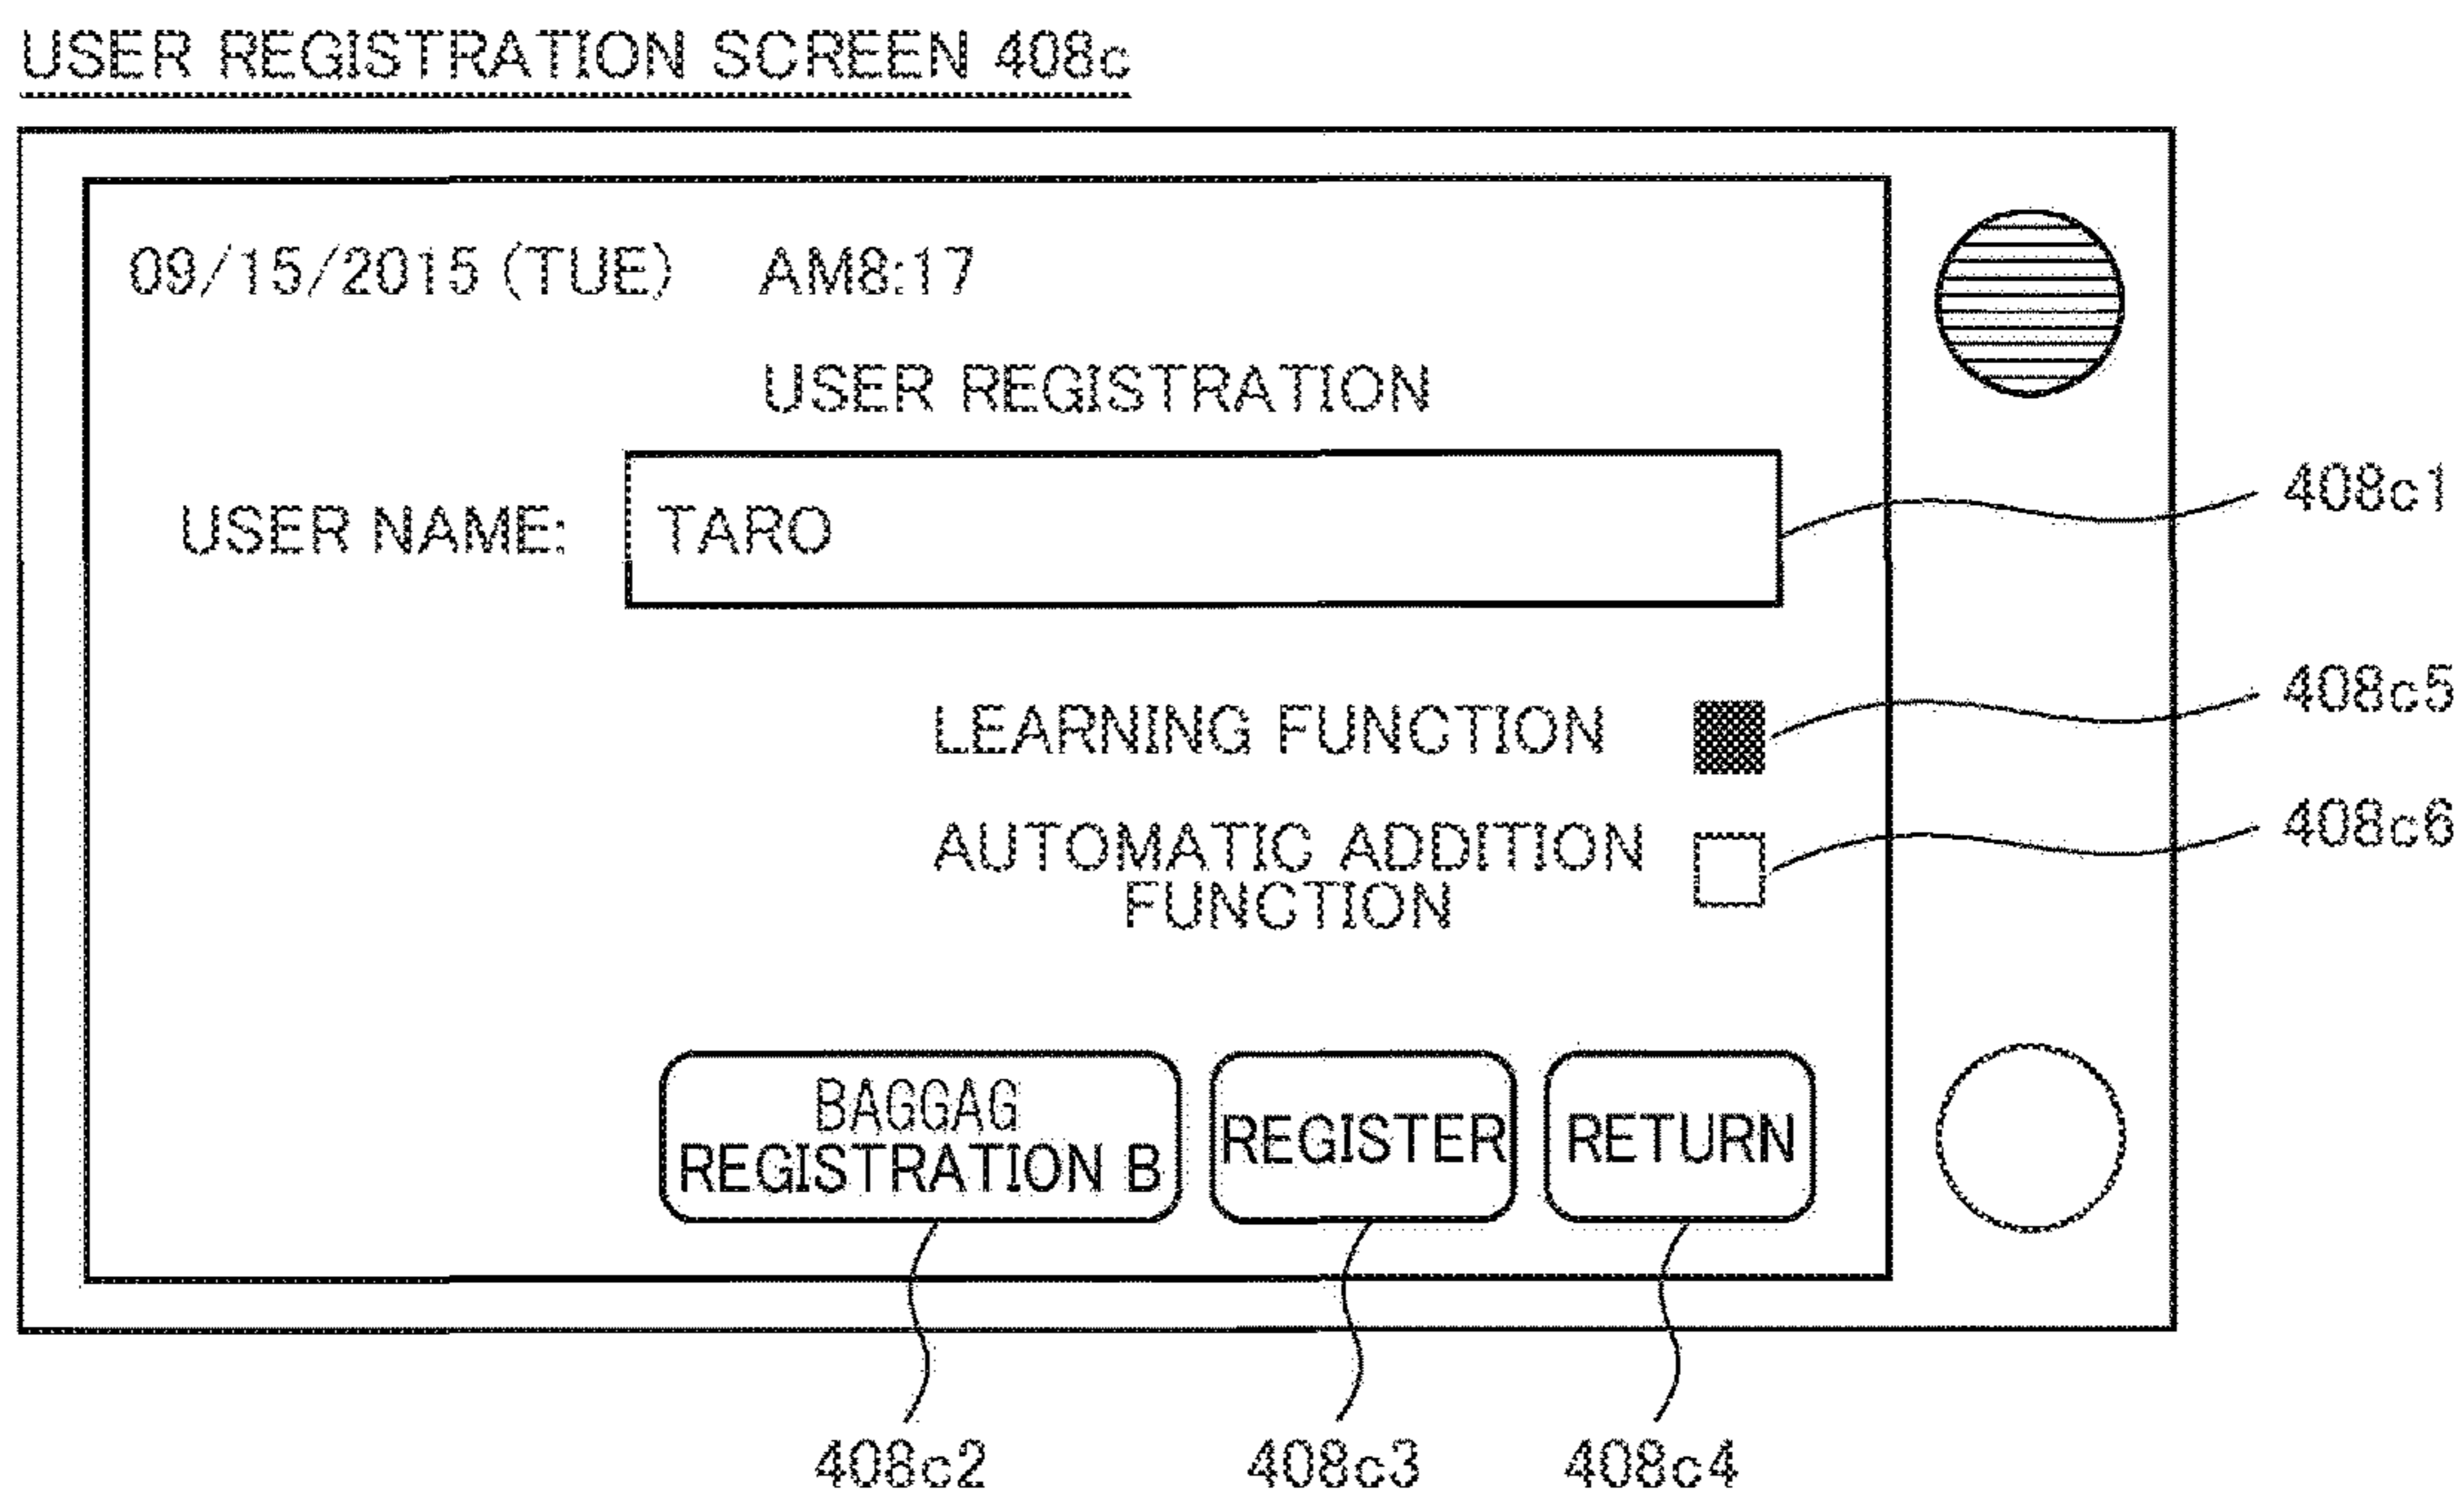 USER REGISTRATION SCREEN 408c
09/15/2015 (TUE) AM8:17
USER REGISTRATION
USER NAME: TARO
408c1
LEARNING FUNCTION
408c5
AUTOMATIC ADDITION
FUNCTION
408c6
BAGGAG
REGISTRATION B
REGISTER
RETURN
408c2
408c3
408c4